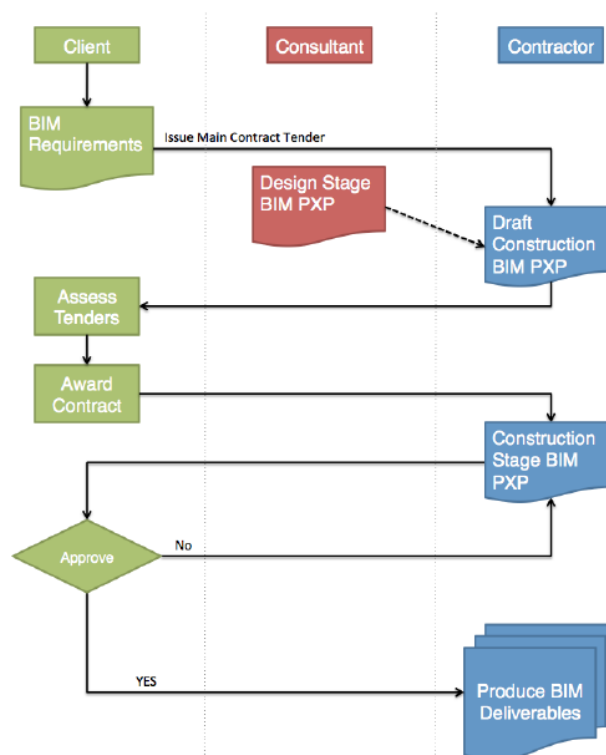 Client
Consultant
Contractor
BIM
Requirements
Issue Main Contract Tender
Design Stage
BIM PXP
Draft
Construction
BIM PXP
Assess
Tenders
Award
Contract
Construction
Stage BIM
PXP
Approve
No
YES
Produce BIM
Deliverables